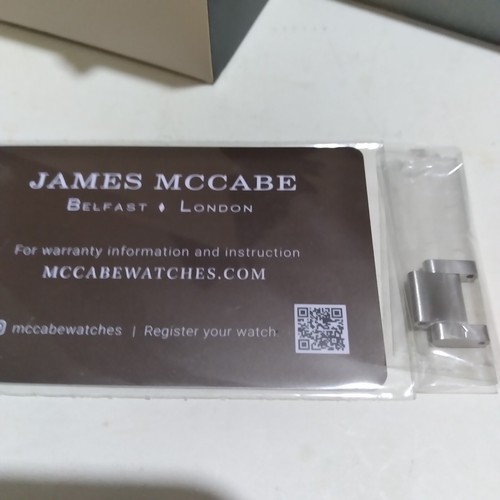 JAMES MCCABE
BELFAST ♦ LONDON
For warranty information and instruction
MCCABEWATCHES.COM
mccabewatches | Register your watch